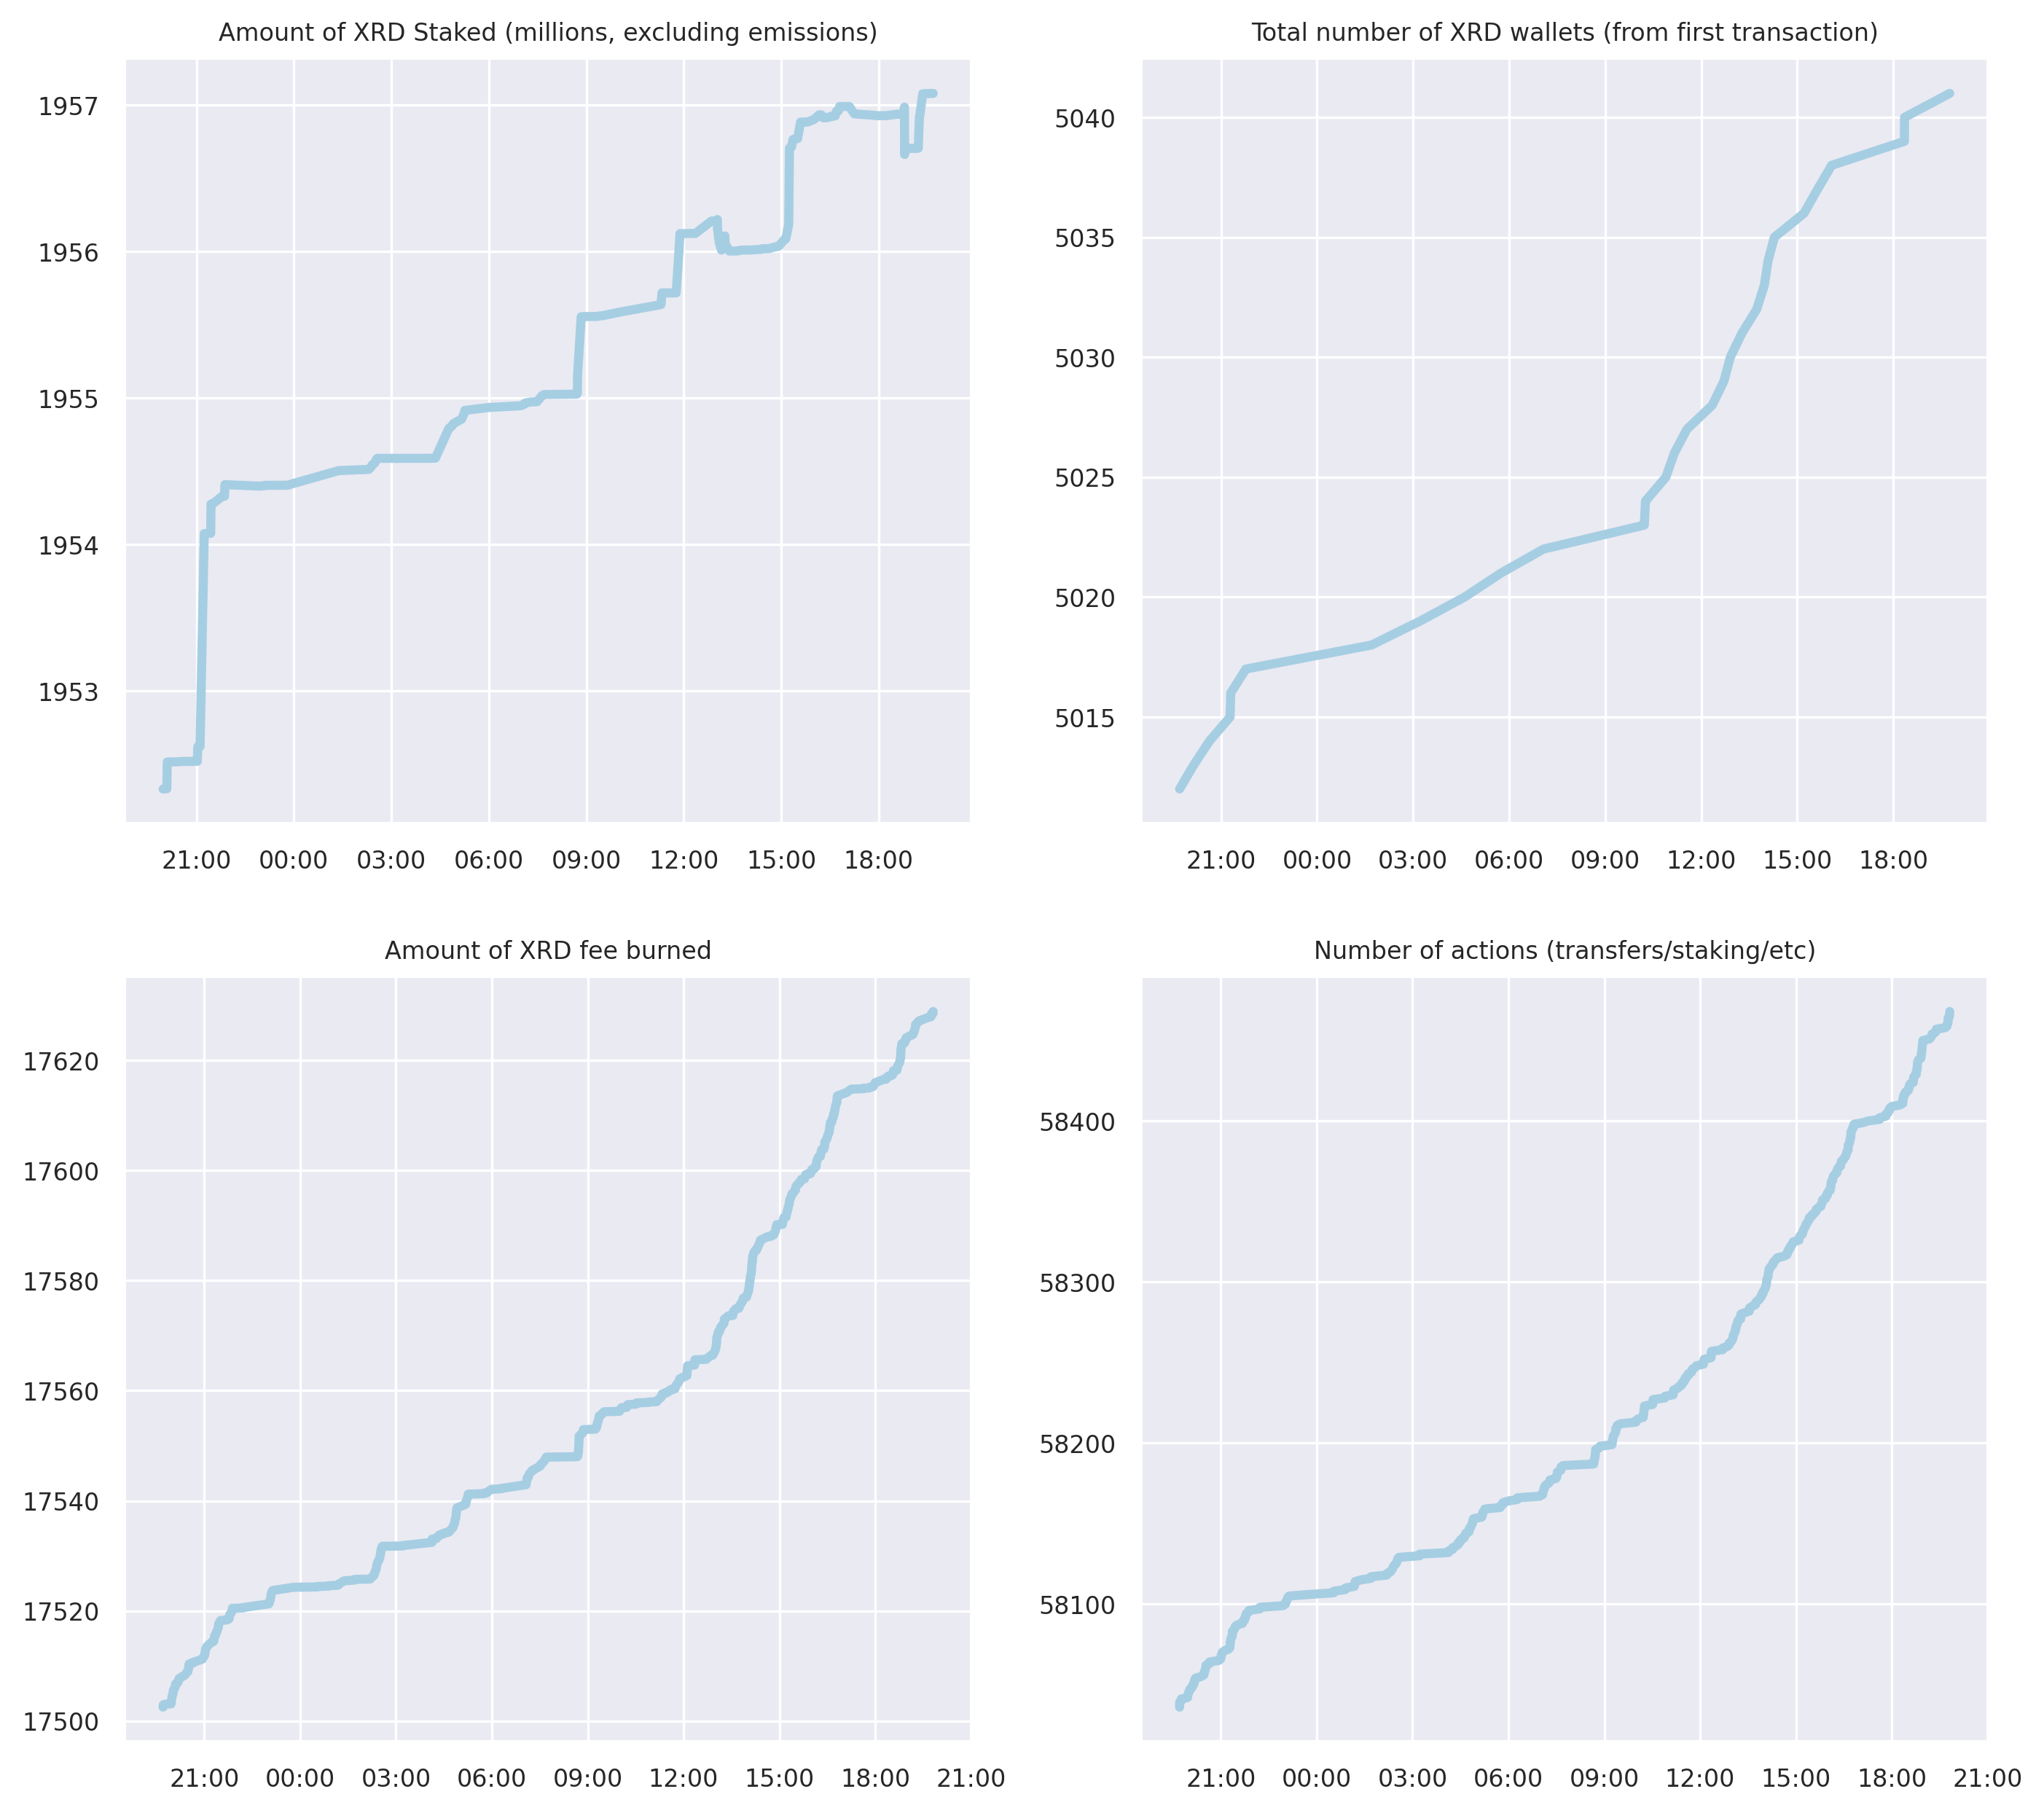 Amount of XRD Staked (millions, excluding emissions)
1957
1956
1955
1954
1953
21:00 00:00 03:00 06:00 09:00 12:00 15:00 18:00
Total number of XRD wallets (from first transaction)
5040
5035
5030
5025
5020
5015
21:00 00:00 03:00 06:00 09:00 12:00 15:00 18:00
Amount of XRD fee burned
17620
17600
17580
17560
17540
17520
17500
21:00 00:00 03:00 06:00 09:00 12:00 15:00 18:00 21:00
Number of actions (transfers/staking/etc)
58400
58300
58200
58100
21:00 00:00 03:00 06:00 09:00 12:00 15:00 18:00 21:00